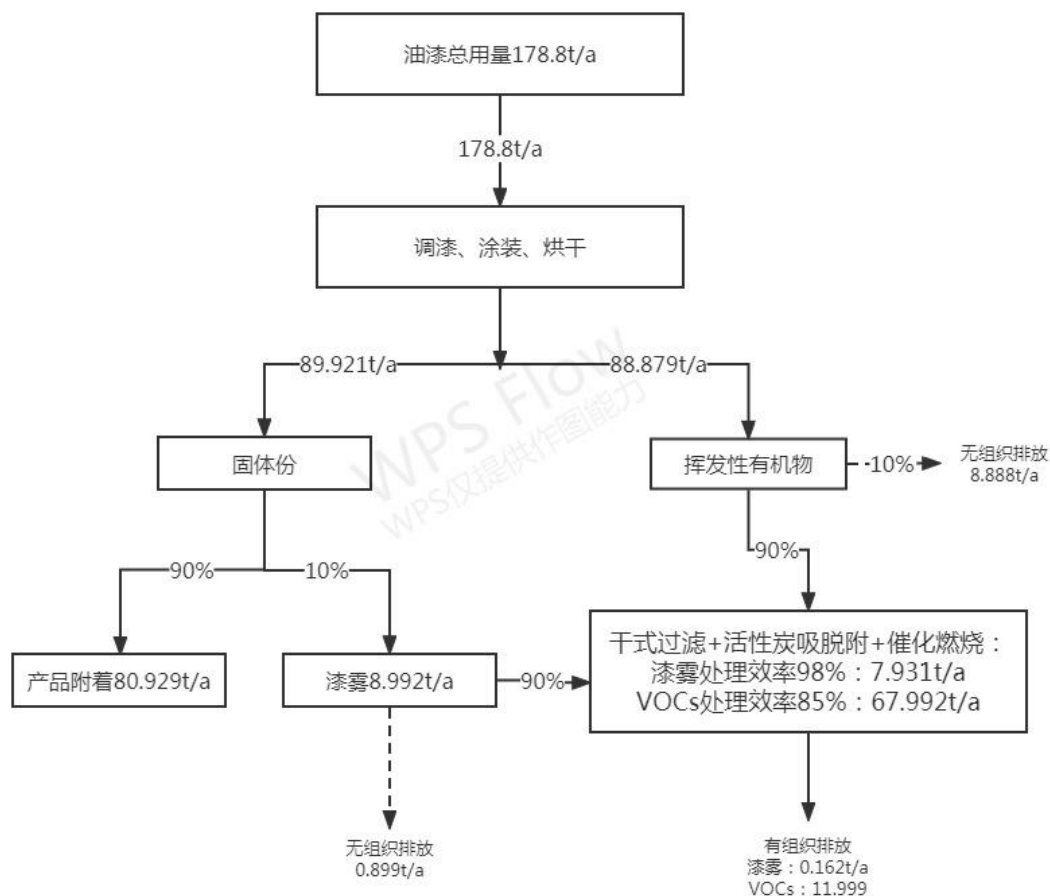 油漆总用量178.8t/a
178.8t/a
调漆、涂装、烘干
89.921t/a
88.879t/a
WPS Flow
WPS仅提供作图能力
固体份
挥发性有机物
-10%
无组织排放
8.888t/a
90%
10%
90%
产品附着80.929t/a
漆雾8.992t/a
90%
干式过滤+活性炭吸脱附+催化燃烧：
漆雾处理效率98%：7.931t/a
VOCs处理效率85%：67.992t/a
无组织排放
0.899t/a
有组织排放
漆雾：0.162t/a
VOCs：11.999